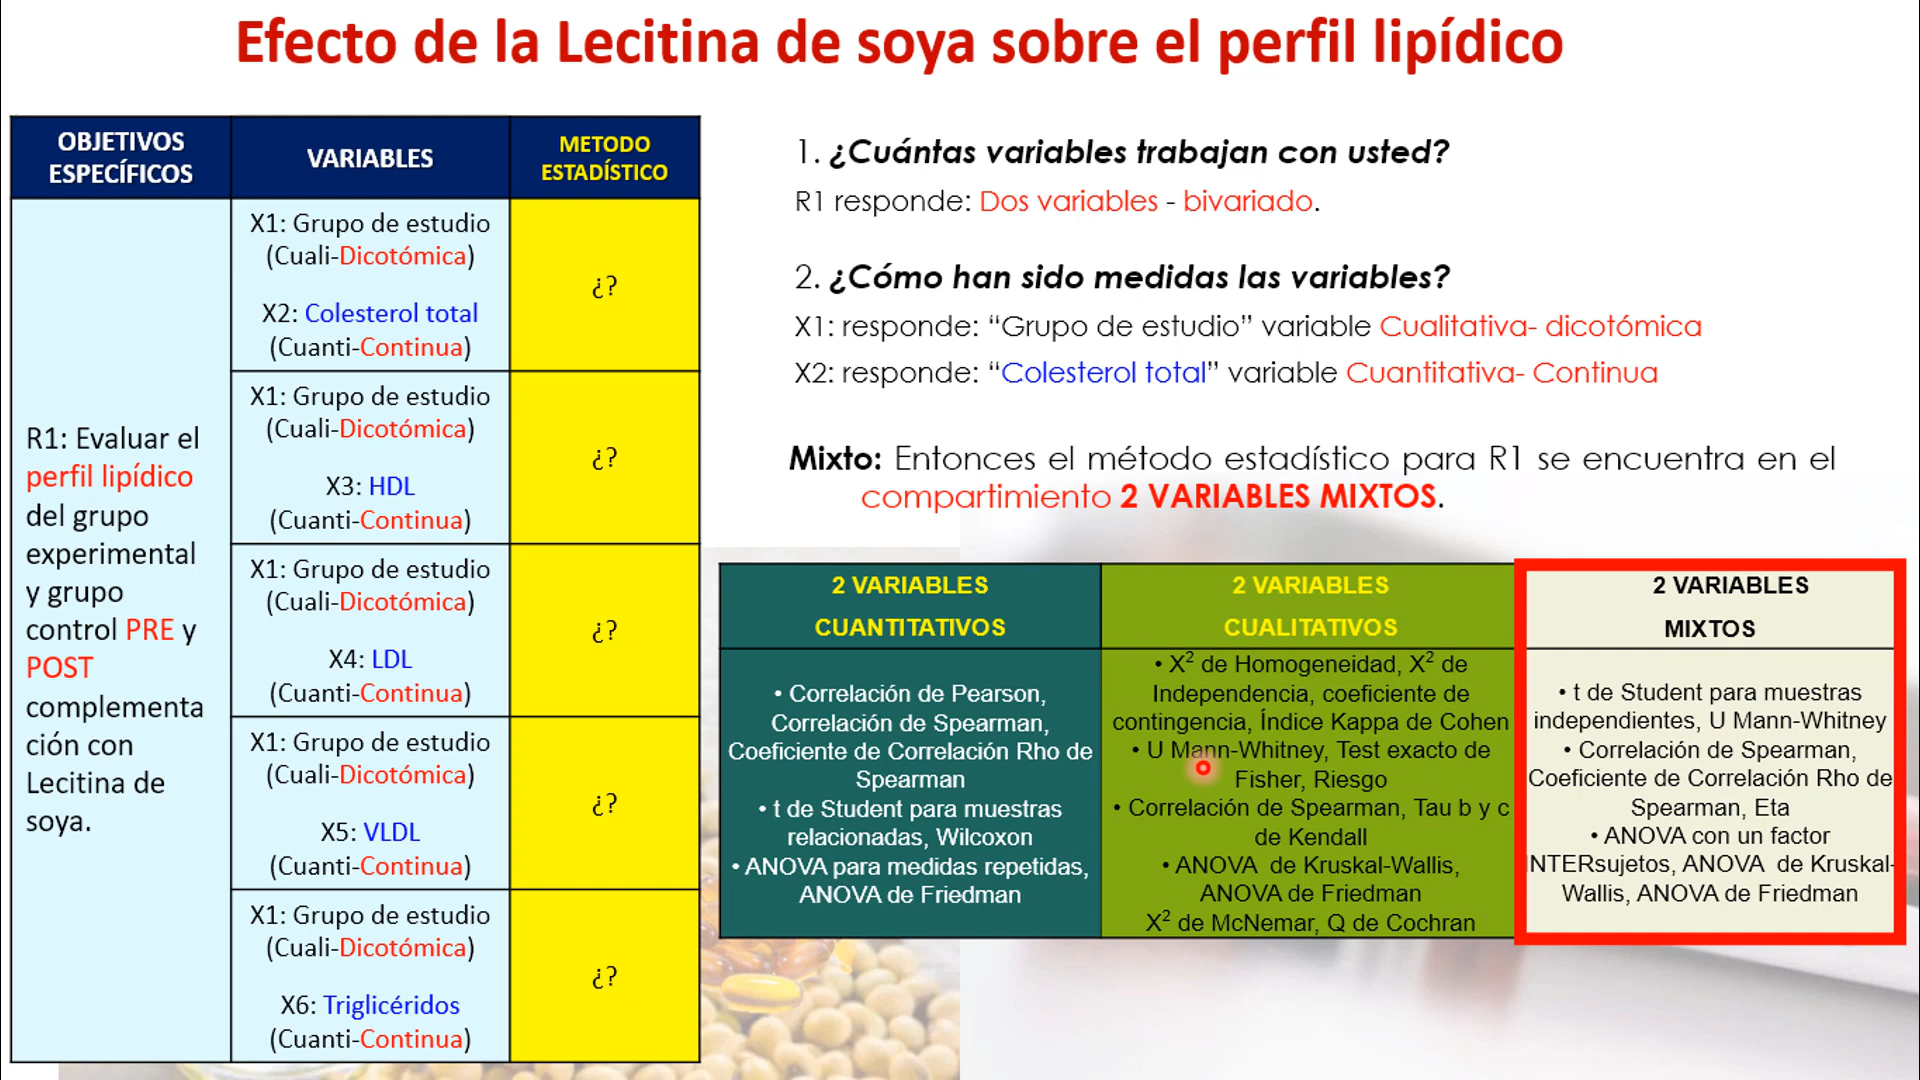 Efecto de la Lecitina de soya sobre el perfil lipídico
OBJETIVOS
ESPECÍFICOS
VARIABLES
METODO
ESTADÍSTICO
R1: Evaluar el
perfil lipídico
del grupo
experimental
y grupo
control PRE y
POST
complementa
ción con
Lecitina de
soya.
X1: Grupo de estudio
(Cuali-Dicotómica)
X2: Colesterol total
(Cuanti-Continua)
¿?
X1: Grupo de estudio
(Cuali-Dicotómica)
X3: HDL
(Cuanti-Continua)
¿?
X1: Grupo de estudio
(Cuali-Dicotómica)
X4: LDL
(Cuanti-Continua)
¿?
X1: Grupo de estudio
(Cuali-Dicotómica)
X5: VLDL
(Cuanti-Continua)
¿?
X1: Grupo de estudio
(Cuali-Dicotómica)
X6: Triglicéridos
(Cuanti-Continua)
¿?
1. ¿Cuántas variables trabajan con usted?
R1 responde: Dos variables - bivariado.
2. ¿Cómo han sido medidas las variables?
X1: responde: “Grupo de estudio” variable Cualitativa- dicotómica
X2: responde: “Colesterol total” variable Cuantitativa- Continua
Mixto: Entonces el método estadístico para R1 se encuentra en el
compartimiento 2 VARIABLES MIXTOS.
2 VARIABLES
CUANTITATIVOS
• Correlación de Pearson,
Correlación de Spearman,
Coeficiente de Correlación Rho de
Spearman
• t de Student para muestras
relacionadas, Wilcoxon
• ANOVA para medidas repetidas,
ANOVA de Friedman
2 VARIABLES
CUALITATIVOS
• X² de Homogeneidad, X² de
Independencia, coeficiente de
contingencia, Índice Kappa de Cohen
• U Mann-Whitney, Test exacto de
Fisher, Riesgo
• Correlación de Spearman, Tau b y c
de Kendall
• ANOVA de Kruskal-Wallis,
ANOVA de Friedman
X² de McNemar, Q de Cochran
2 VARIABLES
MIXTOS
• t de Student para muestras
independientes, U Mann-Whitney
• Correlación de Spearman,
Coeficiente de Correlación Rho de
Spearman, Eta
• ANOVA con un factor
INTERsujetos, ANOVA de Kruskal-
Wallis, ANOVA de Friedman